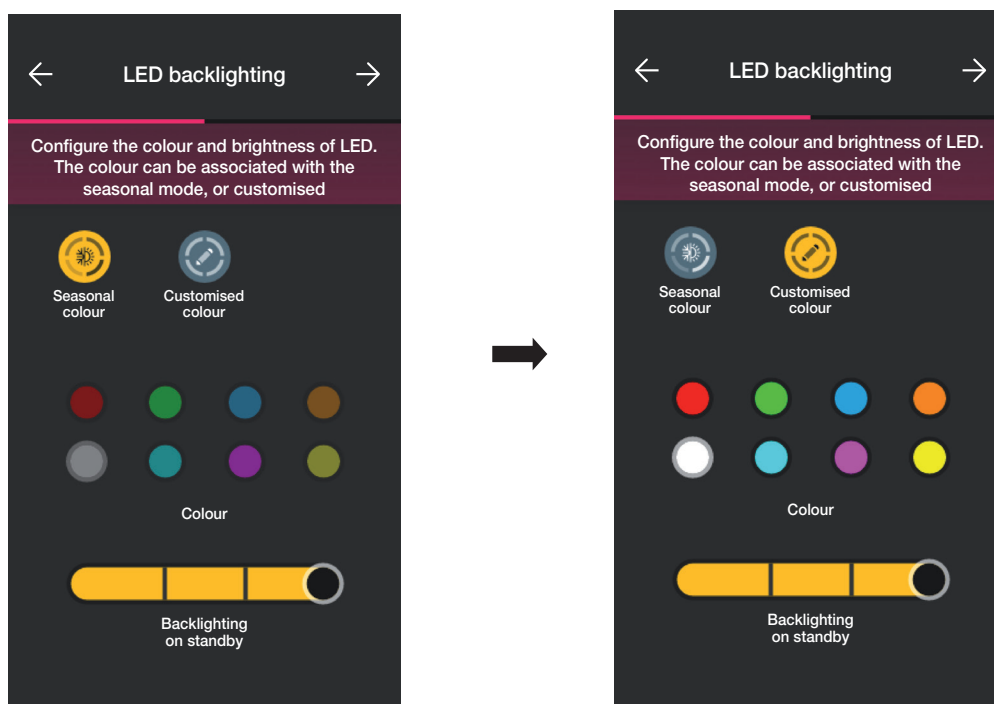 LED backlighting
Configure the colour and brightness of LED.
The colour can be associated with the
seasonal mode, or customised
Seasonal
colour
Customised
colour
Colour
Backlighting
on standby
LED backlighting
Configure the colour and brightness of LED.
The colour can be associated with the
seasonal mode, or customised
Seasonal
colour
Customised
colour
Colour
Backlighting
on standby